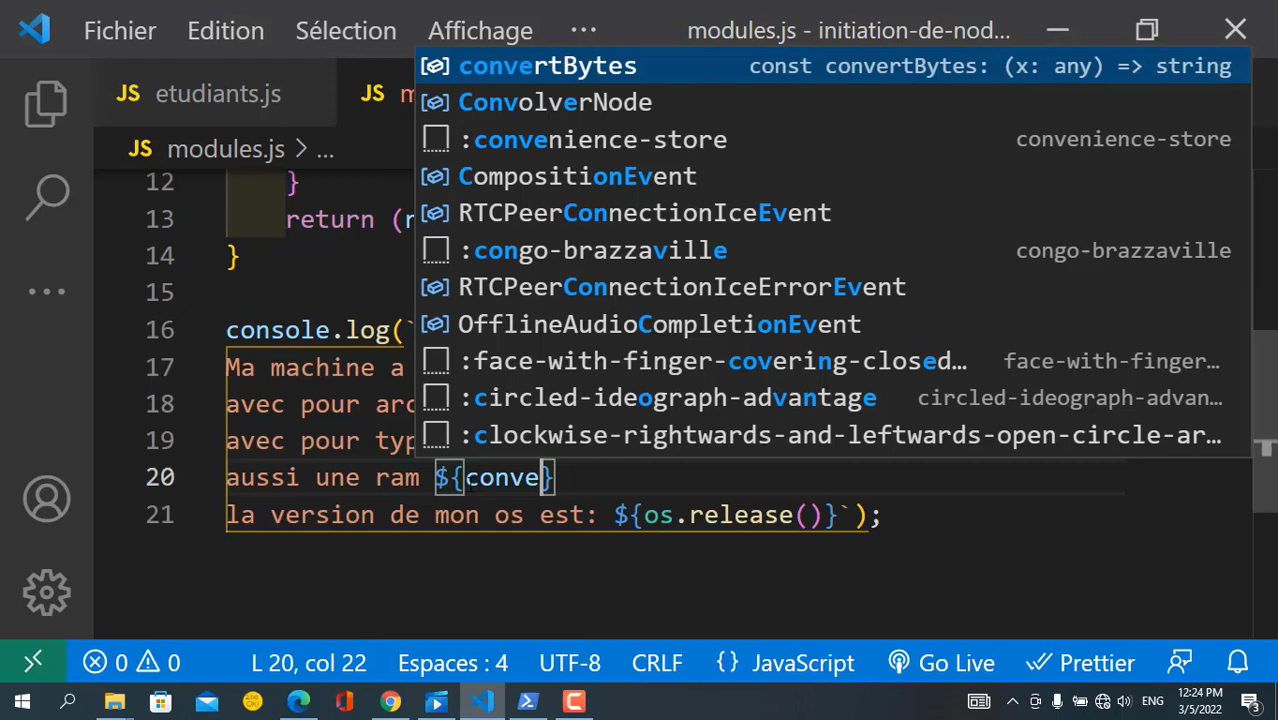 Fichier Edition Sélection Affichage ··· modules.js - initiation-de-nod...
JS etudiants.js JS m
JS modules.js > ...
convertBytes const convertBytes: (x: any) => string
ConvolverNode
:convenience-store convenience-store
CompositionEvent
RTCPeerConnectionIceEvent
:congo-brazzaville congo-brazzaville
RTCPeerConnectionIceErrorEvent
OfflineAudioCompletionEvent
:face-with-finger-covering-closed... face-with-finger...
:circled-ideograph-advantage circled-ideograph-advan...
:clockwise-rightwards-and-leftwards-open-circle-ar...
12 }
13 return (
14 }
15
16 console.log(`
17 Ma machine a
18 avec pour arc
19 avec pour typ
20 aussi une ram ${conve}
21 la version de mon os est: ${os.release()}`);
0 0 L 20, col 22 Espaces : 4 UTF-8 CRLF {} JavaScript Go Live Prettier
ENG 12:24 PM
3/5/2022 3